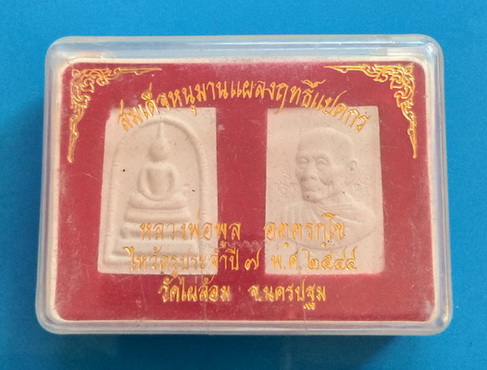 สมเด็จหนุมานแผลงฤทธิ์แปดกร
หลวงพ่อพูล อตฺตรกฺโข
ไหว้ครูประจำปี ๗ พ.ศ.๒๕๔๔
วัดไผ่ล้อม จ.นครปฐม